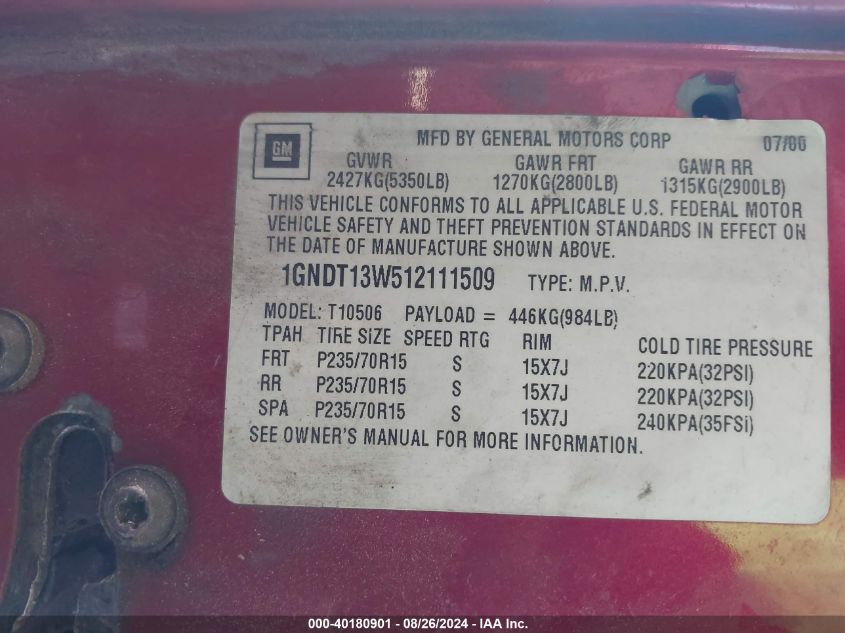 MFD BY GENERAL MOTORS CORP 07/00
GM
GVWR GAWR FRT GAWR RR
2427KG(5350LB) 1270KG(2800LB) 1315KG(2900LB)
THIS VEHICLE CONFORMS TO ALL APPLICABLE U.S. FEDERAL MOTOR
VEHICLE SAFETY AND THEFT PREVENTION STANDARDS IN EFFECT ON
THE DATE OF MANUFACTURE SHOWN ABOVE.
1GNDT13W512111509 TYPE: M.P.V.
MODEL: T10506 PAYLOAD = 446KG(984LB)
TPAH TIRE SIZE SPEED RTG RIM COLD TIRE PRESSURE
FRT P235/70R15 S 15X7J 220KPA(32PSI)
RR P235/70R15 S 15X7J 220KPA(32PSI)
SPA P235/70R15 S 15X7J 240KPA(35PSI)
SEE OWNER'S MANUAL FOR MORE INFORMATION.
000-40180901 - 08/26/2024 - IAA Inc.